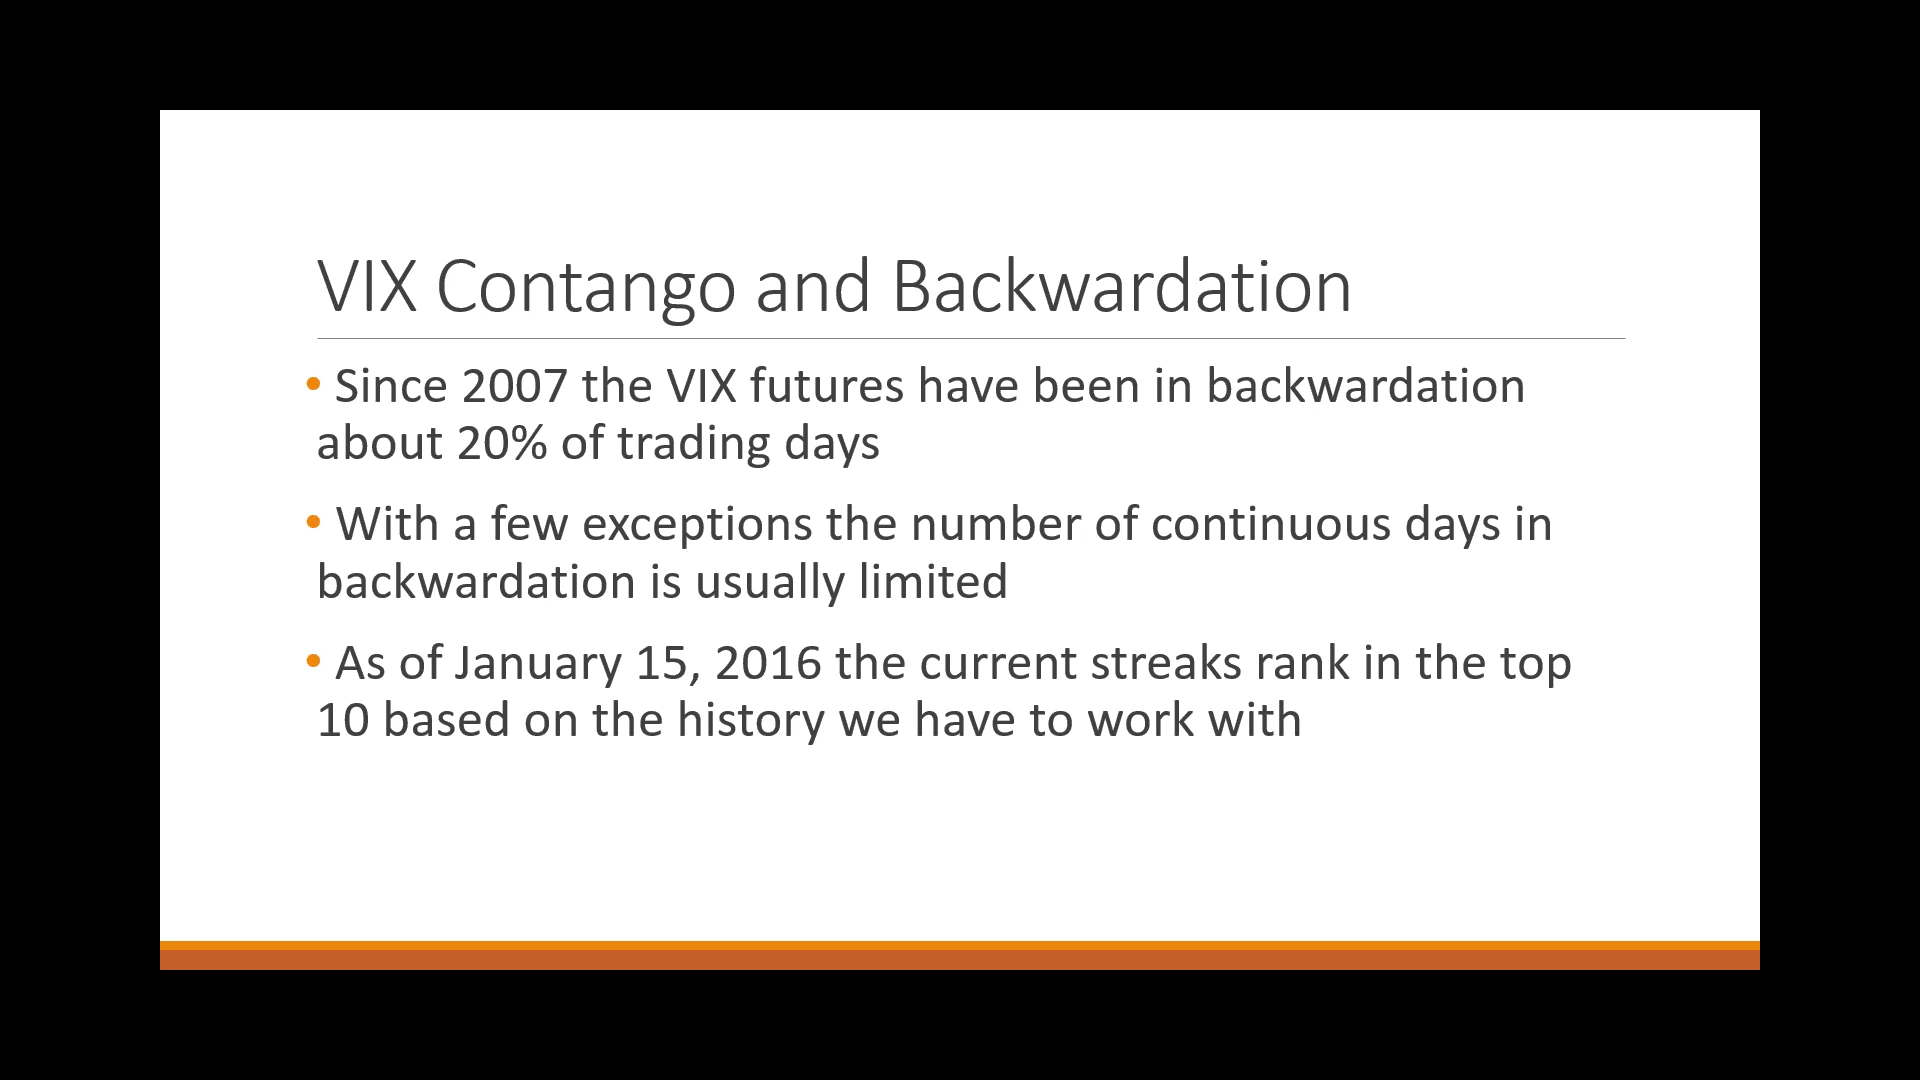 VIX Contango and Backwardation
• Since 2007 the VIX futures have been in backwardation
about 20% of trading days
• With a few exceptions the number of continuous days in
backwardation is usually limited
• As of January 15, 2016 the current streaks rank in the top
10 based on the history we have to work with